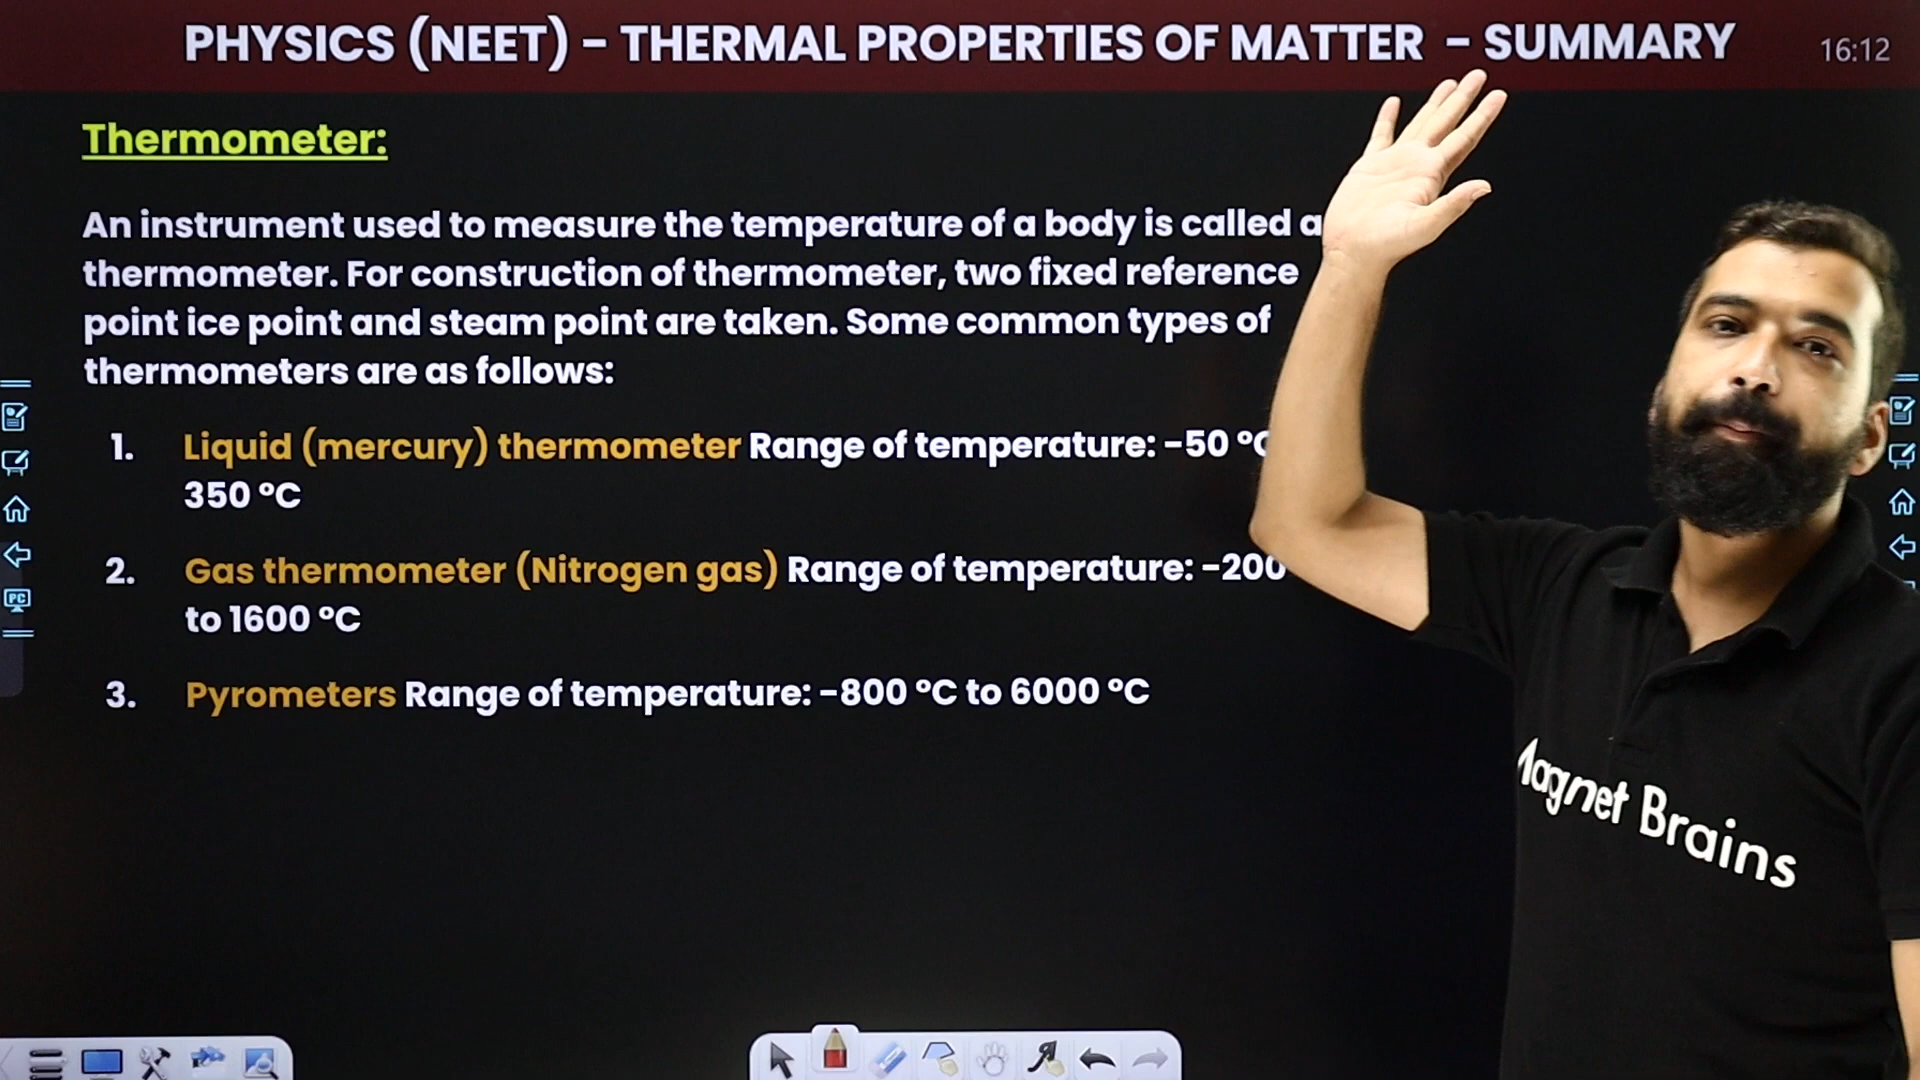 PHYSICS (NEET) – THERMAL PROPERTIES OF MATTER – SUMMARY
16:12
Thermometer:
An instrument used to measure the temperature of a body is called a
thermometer. For construction of thermometer, two fixed reference
point ice point and steam point are taken. Some common types of
thermometers are as follows:
1. Liquid (mercury) thermometer Range of temperature: –50 °C
350 °C
2. Gas thermometer (Nitrogen gas) Range of temperature: –200
to 1600 °C
3. Pyrometers Range of temperature: –800 °C to 6000 °C
PC
Magnet Brains